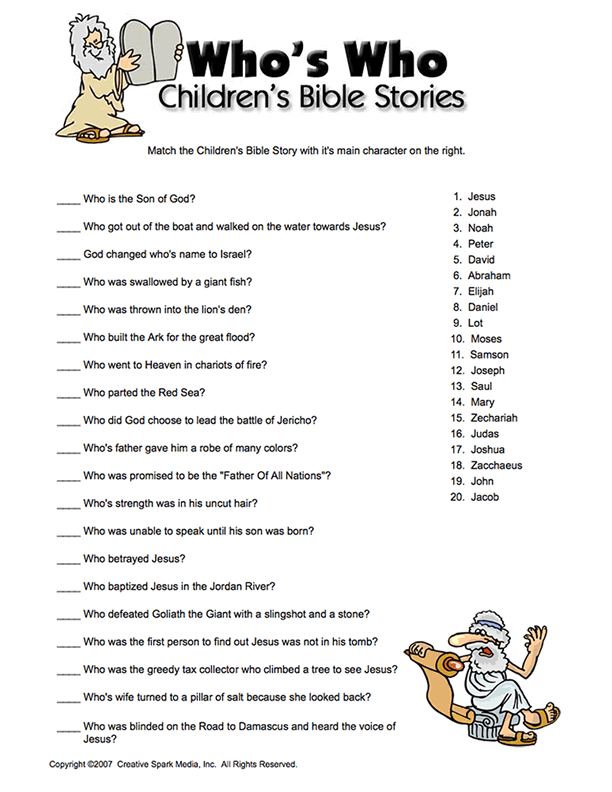 Who's Who
Children's Bible Stories
Match the Children's Bible Story with it's main character on the right.
____ Who is the Son of God?
____ Who got out of the boat and walked on the water towards Jesus?
____ God changed who's name to Israel?
____ Who was swallowed by a giant fish?
____ Who was thrown into the lion's den?
____ Who built the Ark for the great flood?
____ Who went to Heaven in chariots of fire?
____ Who parted the Red Sea?
____ Who did God choose to lead the battle of Jericho?
____ Who's father gave him a robe of many colors?
____ Who was promised to be the "Father Of All Nations"?
____ Who's strength was in his uncut hair?
____ Who was unable to speak until his son was born?
____ Who betrayed Jesus?
____ Who baptized Jesus in the Jordan River?
____ Who defeated Goliath the Giant with a slingshot and a stone?
____ Who was the first person to find out Jesus was not in his tomb?
____ Who was the greedy tax collector who climbed a tree to see Jesus?
____ Who's wife turned to a pillar of salt because she looked back?
____ Who was blinded on the Road to Damascus and heard the voice of
Jesus?
1. Jesus
2. Jonah
3. Noah
4. Peter
5. David
6. Abraham
7. Elijah
8. Daniel
9. Lot
10. Moses
11. Samson
12. Joseph
13. Saul
14. Mary
15. Zechariah
16. Judas
17. Joshua
18. Zacchaeus
19. John
20. Jacob
Copyright ©2007 Creative Spark Media, Inc. All Rights Reserved.